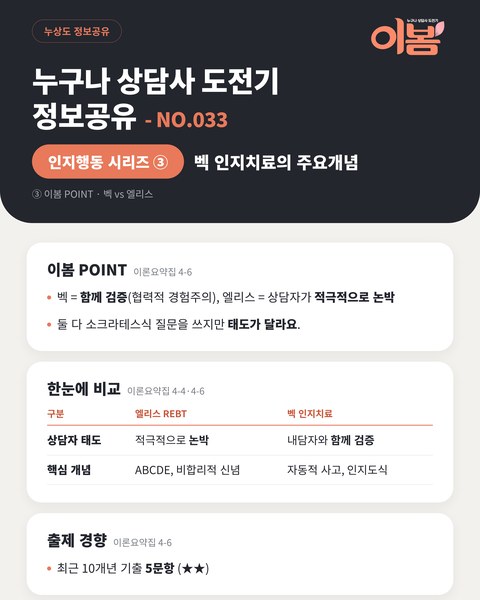 누상도 정보공유
누구나 상담사 도전기
이봄
누구나 상담사 도전기
정보공유 - NO.033
인지행동 시리즈 ③ 벡 인지치료의 주요개념
③ 이봄 POINT · 벡 vs 엘리스
이봄 POINT 이론요약집 4-6
• 벡 = 함께 검증(협력적 경험주의), 엘리스 = 상담자가 적극적으로 논박
• 둘 다 소크라테스식 질문을 쓰지만 태도가 달라요.
한눈에 비교 이론요약집 4-4·4-6
구분 엘리스 REBT 벡 인지치료
상담자 태도 적극적으로 논박 내담자와 함께 검증
핵심 개념 ABCDE, 비합리적 신념 자동적 사고, 인지도식
출제 경향 이론요약집 4-6
• 최근 10개년 기출 5문항 (★★)